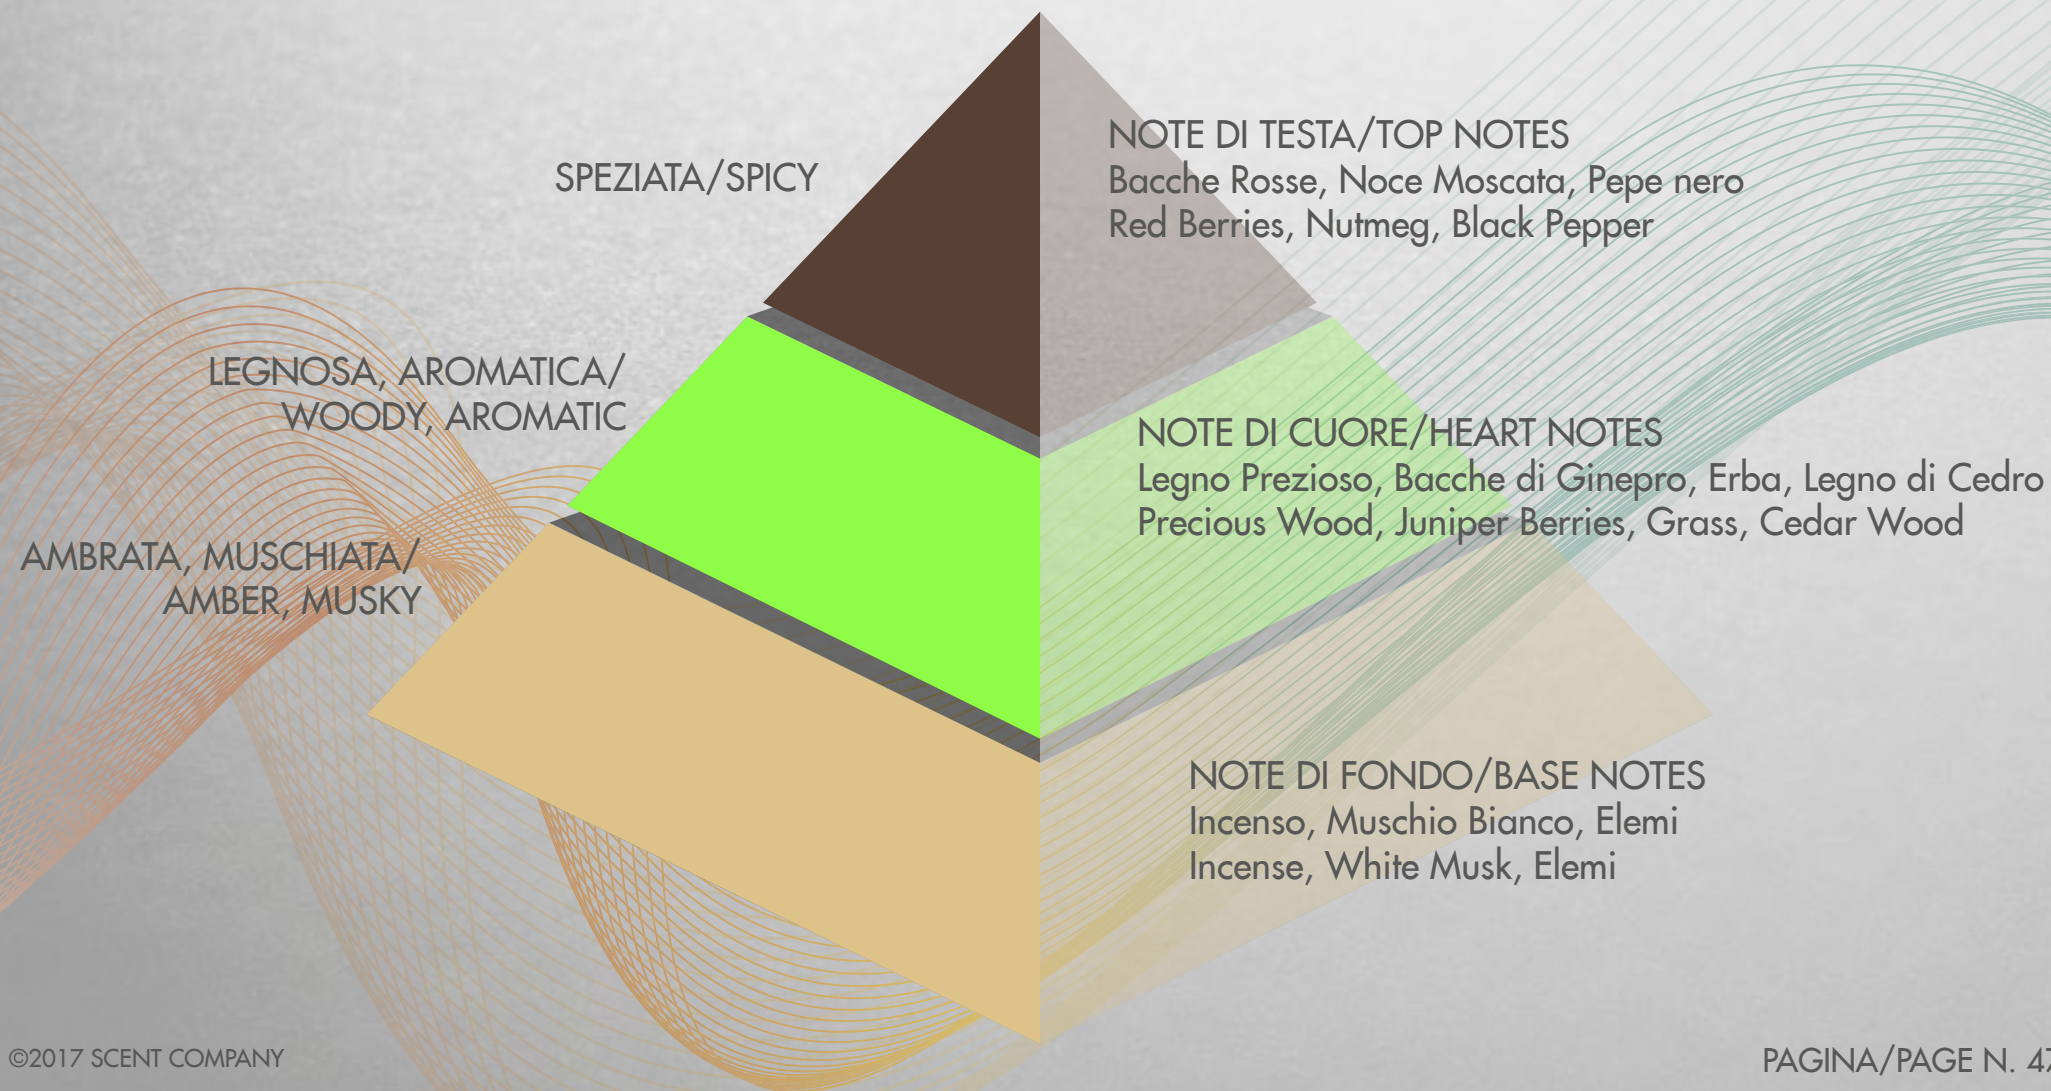 SPEZIATA/SPICY
NOTE DI TESTA/TOP NOTES
Bacche Rosse, Noce Moscata, Pepe nero
Red Berries, Nutmeg, Black Pepper
LEGNOSA, AROMATICA/
WOODY, AROMATIC
NOTE DI CUORE/HEART NOTES
Legno Prezioso, Bacche di Ginepro, Erba, Legno di Cedro
Precious Wood, Juniper Berries, Grass, Cedar Wood
AMBRATA, MUSCHIATA/
AMBER, MUSKY
NOTE DI FONDO/BASE NOTES
Incenso, Muschio Bianco, Elemi
Incense, White Musk, Elemi
©2017 SCENT COMPANY
PAGINA/PAGE N. 47